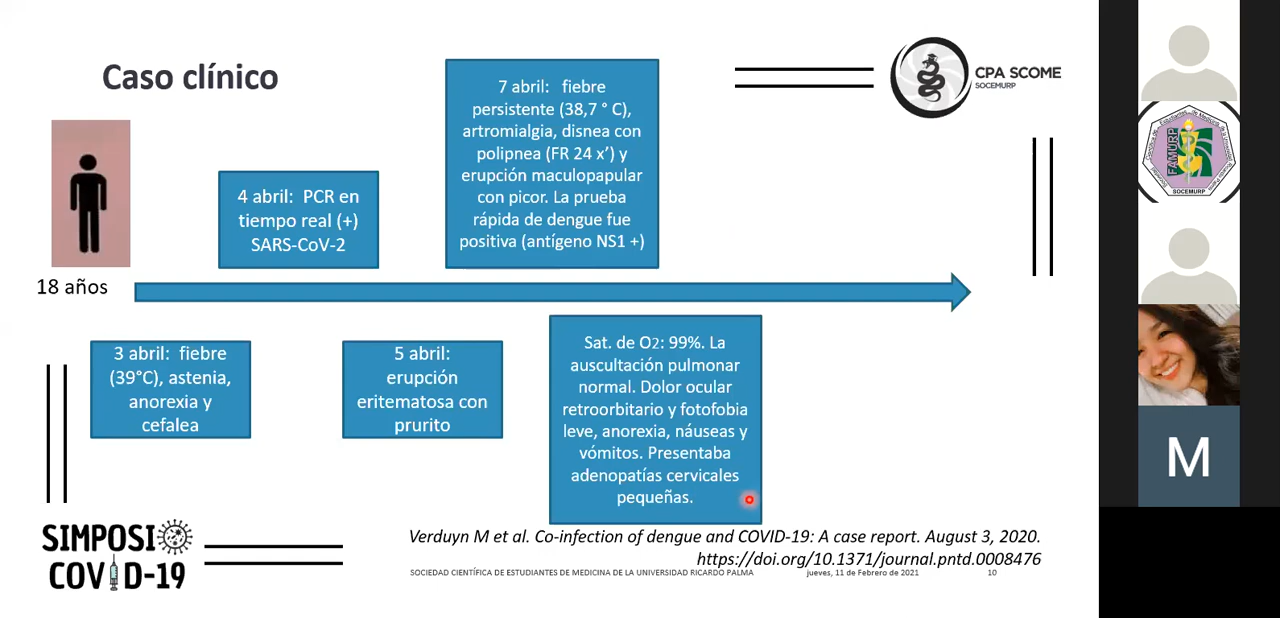 Caso clínico
CPA SCOME
SOCEMURP
18 años
3 abril: fiebre
(39°C), astenia,
anorexia y
cefalea
4 abril: PCR en
tiempo real (+)
SARS-CoV-2
5 abril:
erupción
eritematosa con
prurito
7 abril: fiebre
persistente (38,7 ° C),
artromialgia, disnea con
polipnea (FR 24 x’) y
erupción maculopapular
con picor. La prueba
rápida de dengue fue
positiva (antígeno NS1 +)
Sat. de O2: 99%. La
auscultación pulmonar
normal. Dolor ocular
retroorbitario y fotofobia
leve, anorexia, náuseas y
vómitos. Presentaba
adenopatías cervicales
pequeñas.
Verduyn M et al. Co-infection of dengue and COVID-19: A case report. August 3, 2020.
https://doi.org/10.1371/journal.pntd.0008476
SIMPOSIO
COVID-19
SOCIEDAD CIENTÍFICA DE ESTUDIANTES DE MEDICINA DE LA UNIVERSIDAD RICARDO PALMA
jueves, 11 de Febrero de 2021
10
FAMURP
SOCEMURP
M